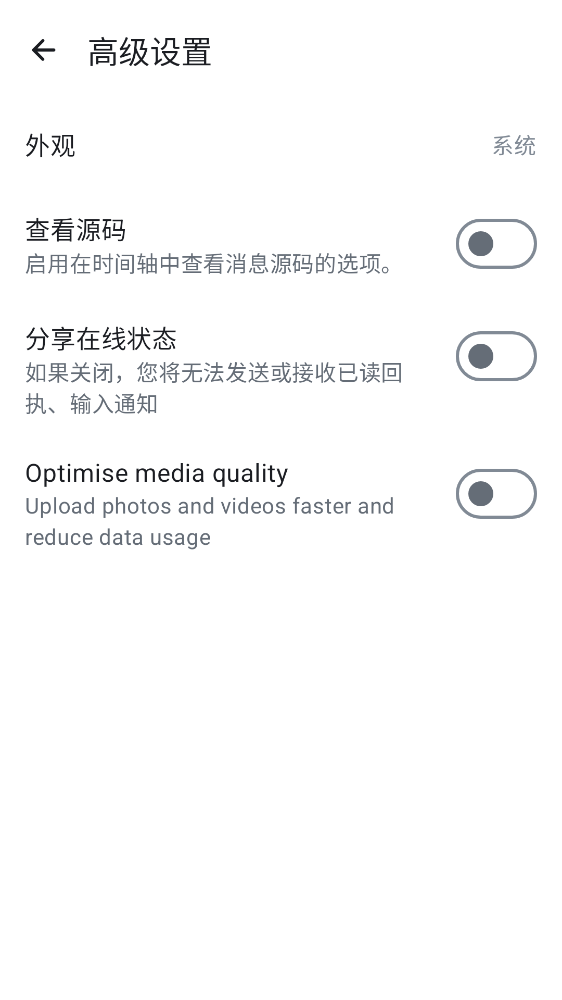 高级设置
外观
系统
查看源码
启用在时间轴中查看消息源码的选项。
分享在线状态
如果关闭，您将无法发送或接收已读回
执、输入通知
Optimise media quality
Upload photos and videos faster and
reduce data usage